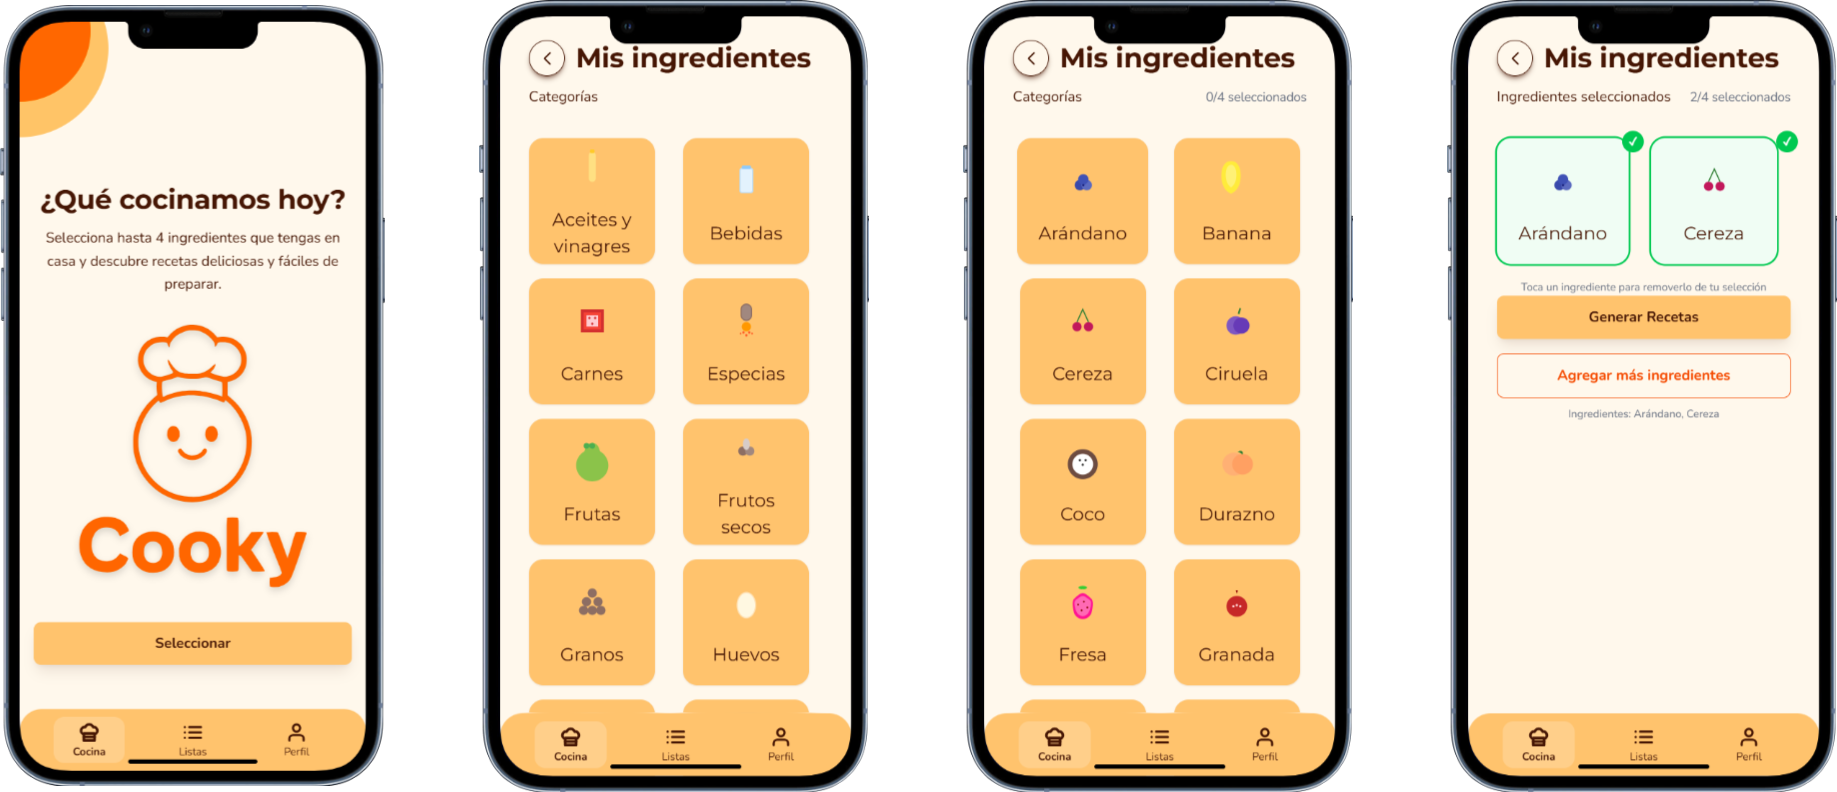 ¿Qué cocinamos hoy?
Selecciona hasta 4 ingredientes que tengas en
casa y descubre recetas deliciosas y fáciles de
preparar.
Cooky
Seleccionar
Cocina
Listas
Perfil
Mis ingredientes
Categorías
Aceites y
vinagres
Bebidas
Carnes
Especias
Frutas
Frutos
secos
Granos
Huevos
Cocina
Listas
Perfil
Mis ingredientes
Categorías
0/4 seleccionados
Arándano
Banana
Cereza
Ciruela
Coco
Durazno
Fresa
Granada
Cocina
Listas
Perfil
Mis ingredientes
Ingredientes seleccionados
2/4 seleccionados
Arándano
Cereza
Toca un ingrediente para removerlo de tu selección
Generar Recetas
Agregar más ingredientes
Ingredientes: Arándano, Cereza
Cocina
Listas
Perfil